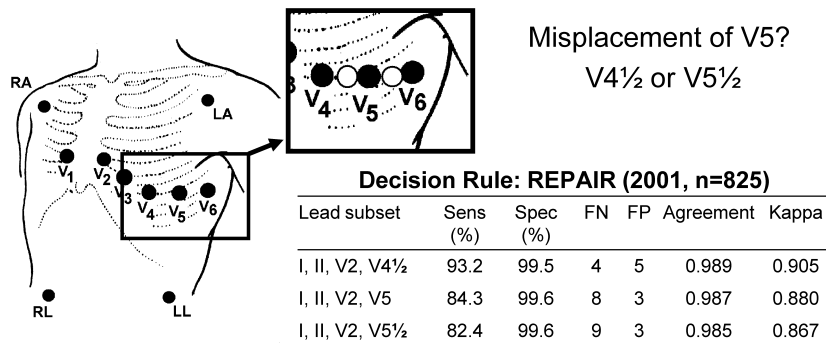 Misplacement of V5?
V4½ or V5½
RA
LA
V1
V2
V3
V4
V5
V6
RL
LL
3
V4
V5
V6
Decision Rule: REPAIR (2001, n=825)
Lead subset Sens (%) Spec (%) FN FP Agreement Kappa
I, II, V2, V4½ 93.2 99.5 4 5 0.989 0.905
I, II, V2, V5 84.3 99.6 8 3 0.987 0.880
I, II, V2, V5½ 82.4 99.6 9 3 0.985 0.867